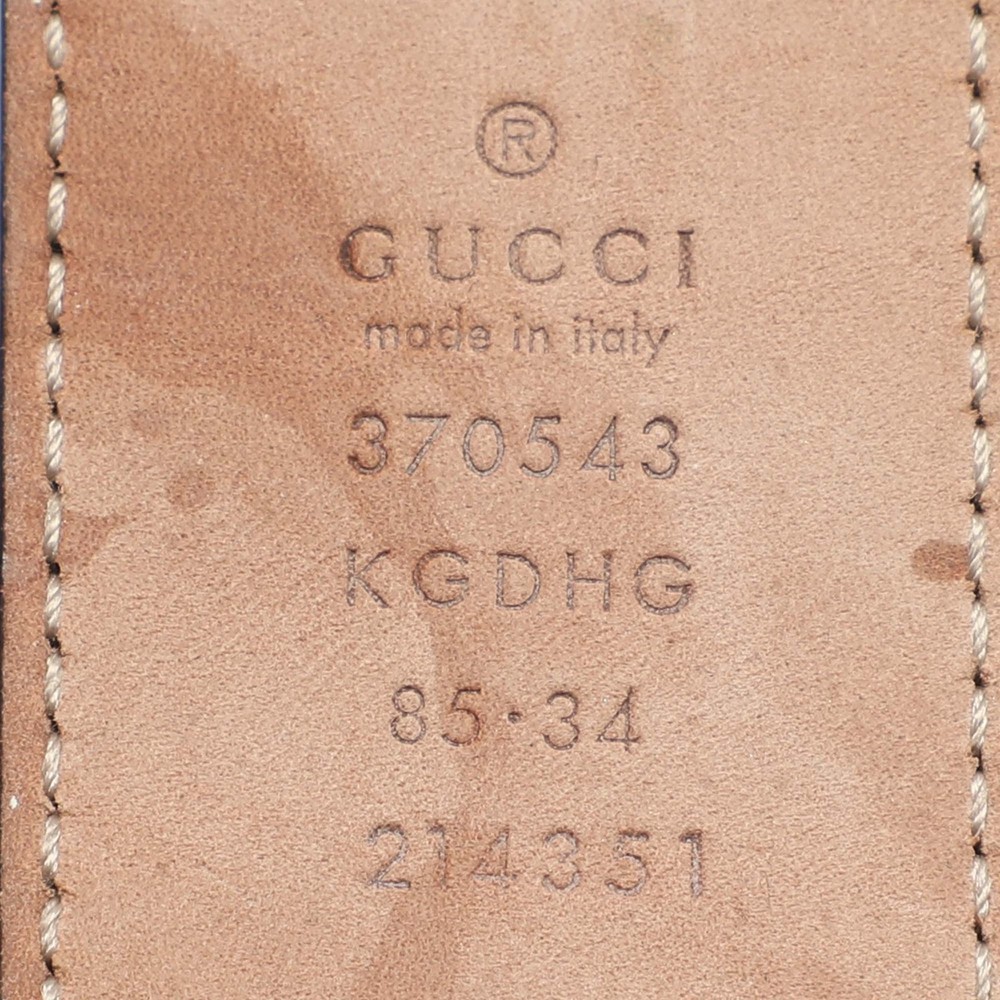 ®
GUCCI
made in italy
370543
KGDHG
85·34
214351